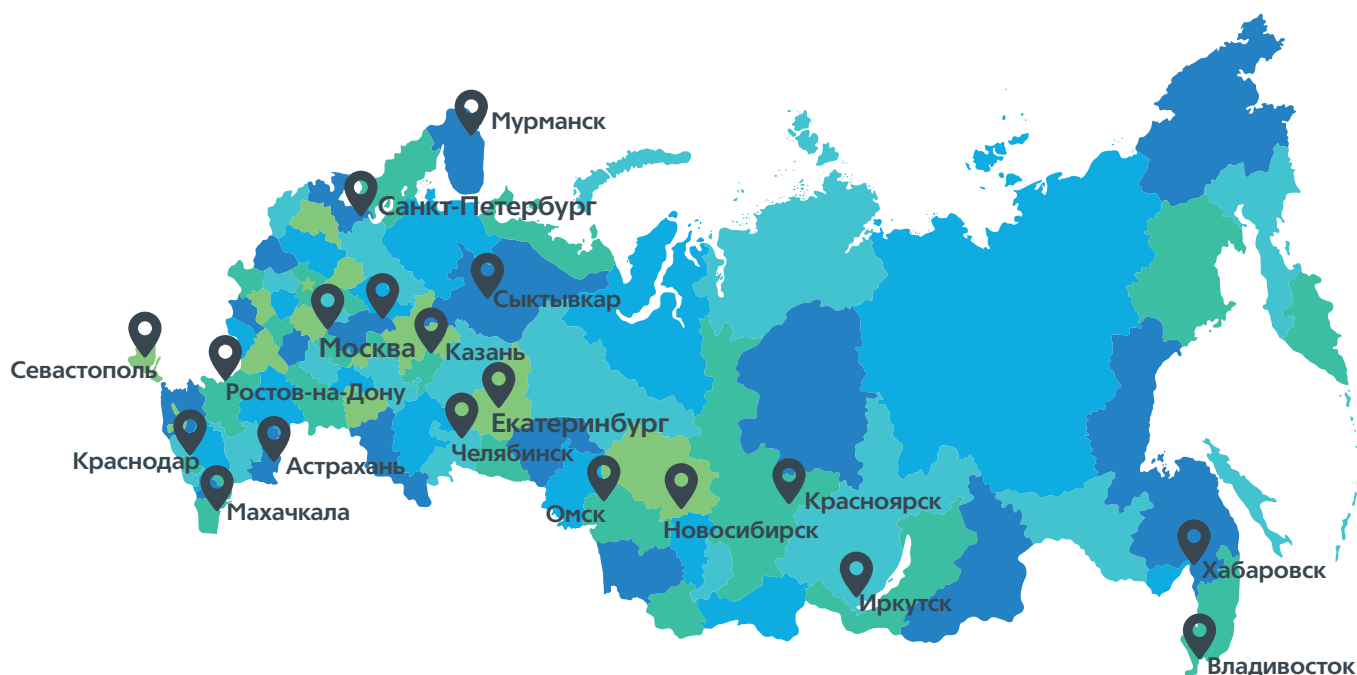 Мурманск
Санкт-Петербург
Сыктывкар
Москва
Казань
Севастополь
Ростов-на-Дону
Екатеринбург
Челябинск
Краснодар
Астрахань
Махачкала
Омск
Новосибирск
Красноярск
Хабаровск
Иркутск
Владивосток